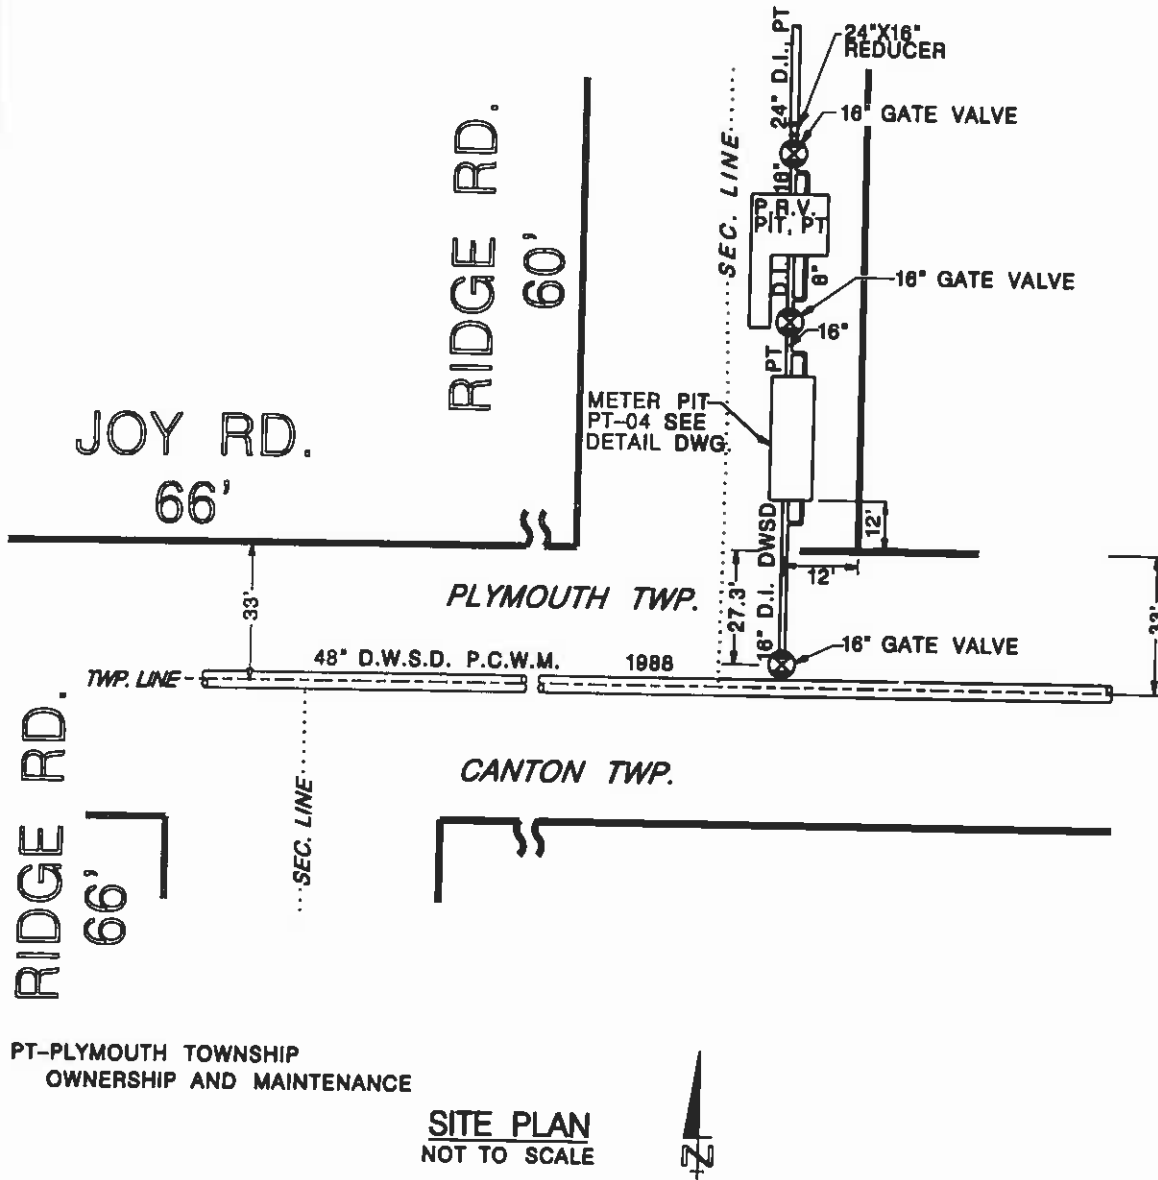 24"X16"
REDUCER
24" D.I., PT
16" GATE VALVE
RIDGE RD.
60'
SEC. LINE
16"
P.R.V.
PIT, PT
D.I.
8"
16" GATE VALVE
16"
PT
METER PIT
PT-04 SEE
DETAIL DWG.
JOY RD.
66'
12'
12'
33'
PLYMOUTH TWP.
27.3'
16" D.I. DWSD
33'
16" GATE VALVE
48" D.W.S.D. P.C.W.M. 1988
TWP. LINE
RIDGE RD.
66'
SEC. LINE
CANTON TWP.
PT-PLYMOUTH TOWNSHIP
OWNERSHIP AND MAINTENANCE
SITE PLAN
NOT TO SCALE
N